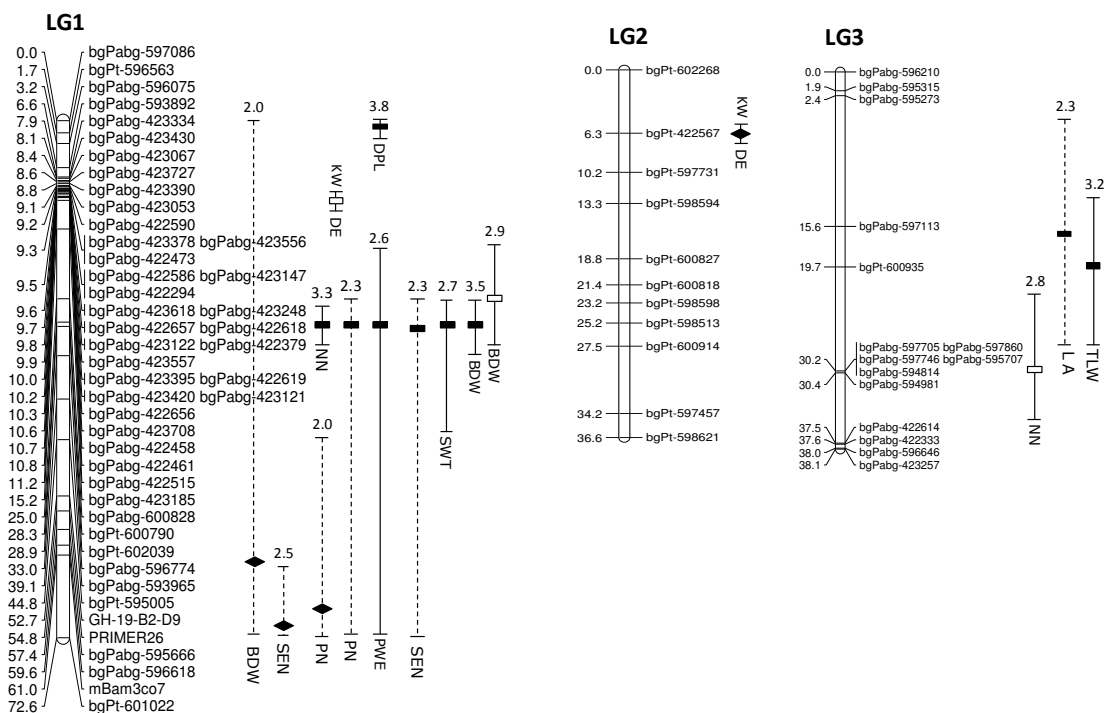 LG1
0.0 bgPabg-597086
1.7 bgPt-596563
3.2 bgPabg-596075
6.6 bgPabg-593892
7.9 bgPabg-423334
8.1 bgPabg-423430
8.4 bgPabg-423067
8.6 bgPabg-423727
8.8 bgPabg-423390
9.1 bgPabg-423053
9.2 bgPabg-422590
bgPabg-423378 bgPabg-423556
9.3
bgPabg-422473
bgPabg-422586 bgPabg-423147
9.5
bgPabg-422294
9.6 bgPabg-423618 bgPabg-423248
9.7 bgPabg-422657 bgPabg-422618
9.8 bgPabg-423122 bgPabg-422379
9.9 bgPabg-423557
10.0 bgPabg-423395 bgPabg-422619
10.2 bgPabg-423420 bgPabg-423121
10.3 bgPabg-422656
10.6 bgPabg-423708
10.7 bgPabg-422458
10.8 bgPabg-422461
11.2 bgPabg-422515
15.2 bgPabg-423185
25.0 bgPabg-600828
28.3 bgPt-600790
28.9 bgPt-602039
33.0 bgPabg-596774
39.1 bgPabg-593965
44.8 bgPt-595005
52.7 GH-19-B2-D9
54.8 PRIMER26
57.4 bgPabg-595666
59.6 bgPabg-596618
61.0 mBam3co7
72.6 bgPt-601022
2.0
BDW
2.5
SEN
KW
DE
3.3
NN
2.0
PN
2.3
PN
3.8
DPL
2.6
PWE
2.3
SEN
2.7
SWT
3.5
BDW
2.9
BDW
LG2
0.0 bgPt-602268
6.3 bgPt-422567
10.2 bgPt-597731
13.3 bgPt-598594
18.8 bgPt-600827
21.4 bgPt-600818
23.2 bgPt-598598
25.2 bgPt-598513
27.5 bgPt-600914
34.2 bgPt-597457
36.6 bgPt-598621
KW
DE
LG3
0.0 bgPabg-596210
1.9 bgPabg-595315
2.4 bgPabg-595273
15.6 bgPabg-597113
19.7 bgPt-600935
bgPabg-597705 bgPabg-597860
30.2 bgPabg-597746 bgPabg-595707
bgPabg-594814
30.4 bgPabg-594981
37.5 bgPabg-422614
37.6 bgPabg-422333
38.0 bgPabg-596646
38.1 bgPabg-423257
2.8
NN
2.3
LA
3.2
TLW